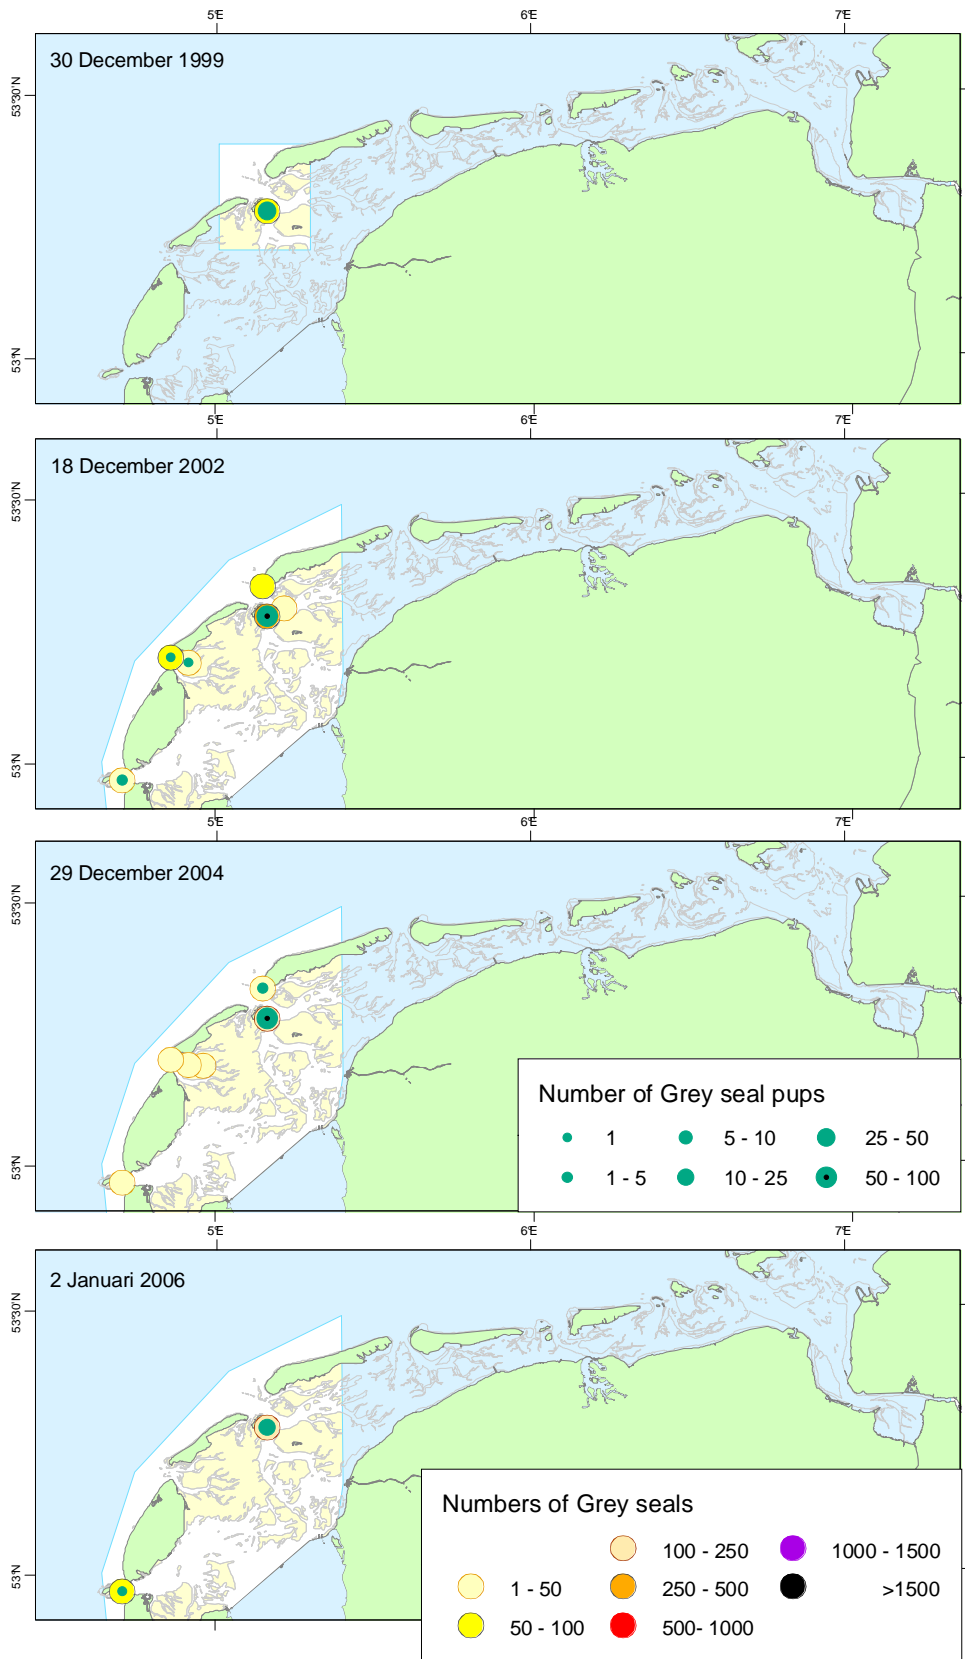 5°E 6°E 7°E
30 December 1999
53°30'N
53°N
5°E 6°E 7°E
18 December 2002
53°30'N
53°N
5°E 6°E 7°E
29 December 2004
53°30'N
Number of Grey seal pups
1 5 - 10 25 - 50
53°N
1 - 5 10 - 25 50 - 100
5°E 6°E 7°E
2 Januari 2006
53°30'N
Numbers of Grey seals
100 - 250 1000 - 1500
53°N
1 - 50 250 - 500 >1500
50 - 100 500- 1000